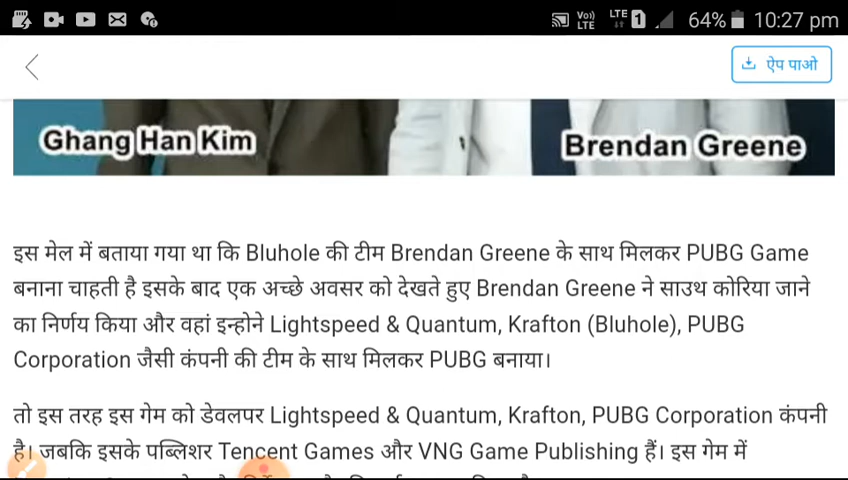 VoLTE LTE 1 64% 10:27 pm
ऐप पाओ
Ghang Han Kim
Brendan Greene
इस मेल में बताया गया था कि Bluhole की टीम Brendan Greene के साथ मिलकर PUBG Game
बनाना चाहती है इसके बाद एक अच्छे अवसर को देखते हुए Brendan Greene ने साउथ कोरिया जाने
का निर्णय किया और वहां इन्होने Lightspeed & Quantum, Krafton (Bluhole), PUBG
Corporation जैसी कंपनी की टीम के साथ मिलकर PUBG बनाया।
तो इस तरह इस गेम को डेवलपर Lightspeed & Quantum, Krafton, PUBG Corporation कंपनी
है। जबकि इसके पब्लिशर Tencent Games और VNG Game Publishing हैं। इस गेम में